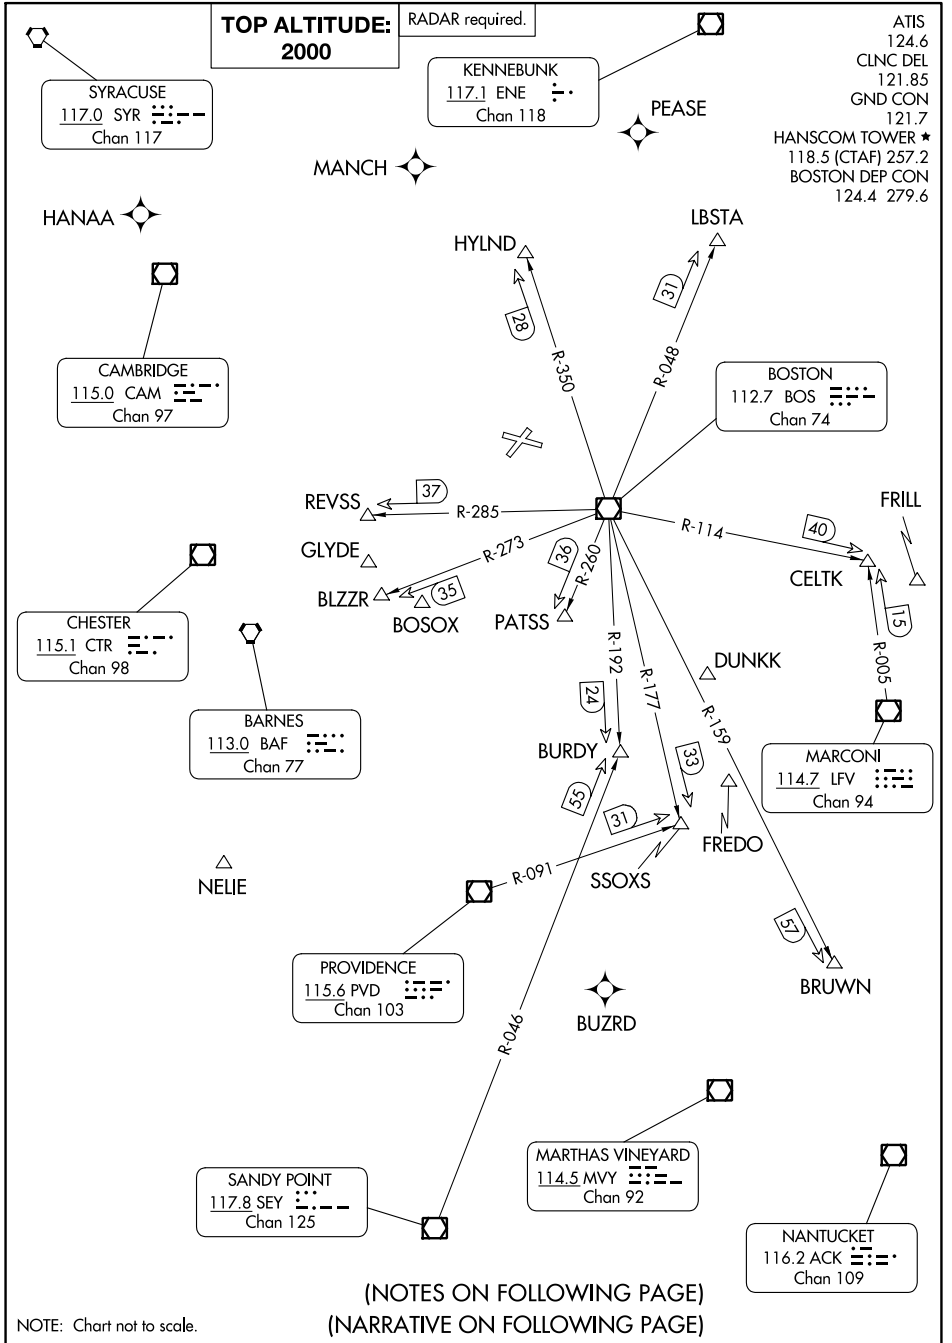 TOP ALTITUDE:
2000
RADAR required.
ATIS
124.6
CLNC DEL
121.85
GND CON
121.7
HANSCOM TOWER ★
118.5 (CTAF) 257.2
BOSTON DEP CON
124.4 279.6
SYRACUSE
117.0 SYR
Chan 117
KENNEBUNK
117.1 ENE
Chan 118
PEASE
MANCH
HANAA
HYLND
LBSTA
28
31
R-350
R-048
CAMBRIDGE
115.0 CAM
Chan 97
BOSTON
112.7 BOS
Chan 74
REVSS
37
R-285
R-114
40
FRILL
GLYDE
R-273
36
R-260
CELTK
BLZZR
35
BOSOX
PATSS
15
CHESTER
115.1 CTR
Chan 98
R-192
R-177
DUNKK
R-005
24
R-159
BARNES
113.0 BAF
Chan 77
BURDY
33
MARCONI
114.7 LFV
Chan 94
55
31
FREDO
NELIE
R-091
SSOXS
57
PROVIDENCE
115.6 PVD
Chan 103
BRUWN
BUZRD
R-046
MARTHAS VINEYARD
114.5 MVY
Chan 92
SANDY POINT
117.8 SEY
Chan 125
NANTUCKET
116.2 ACK
Chan 109
(NOTES ON FOLLOWING PAGE)
NOTE: Chart not to scale.
(NARRATIVE ON FOLLOWING PAGE)